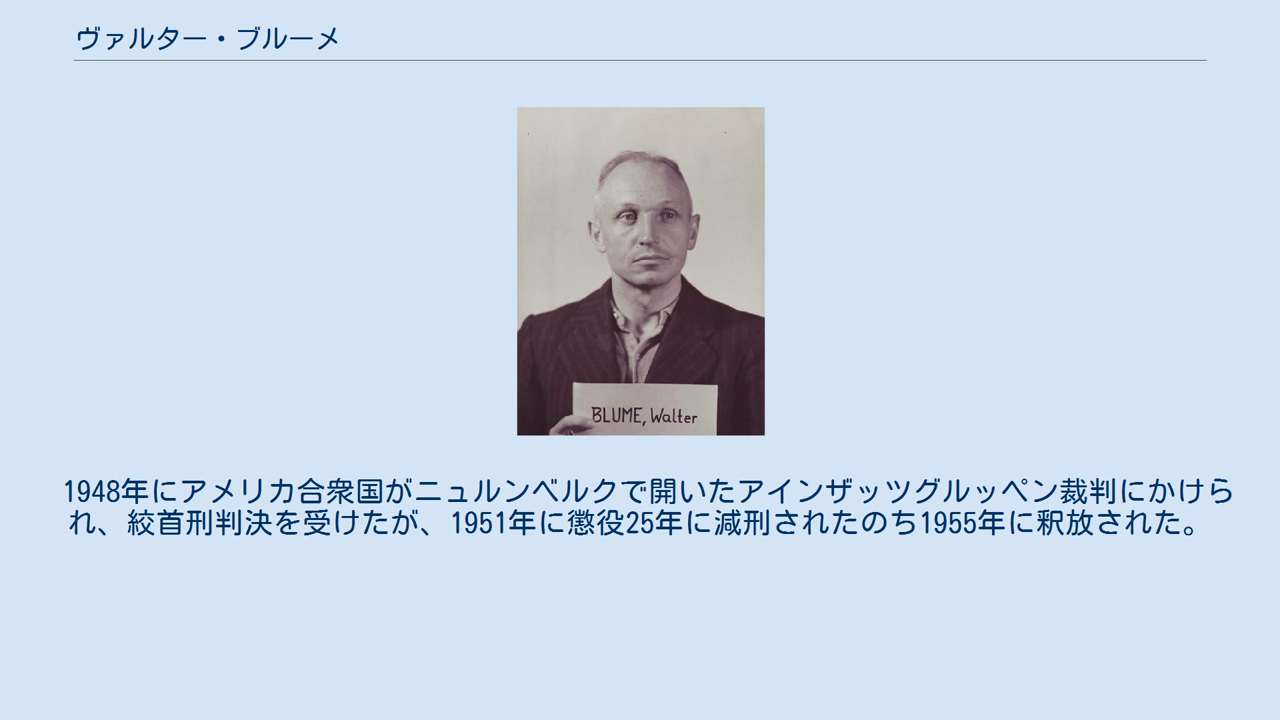 ヴァルター・ブルーメ
BLUME, Walter
1948年にアメリカ合衆国がニュルンベルクで開いたアインザッツグルッペン裁判にかけら
れ、絞首刑判決を受けたが、1951年に懲役25年に減刑されたのち1955年に釈放された。